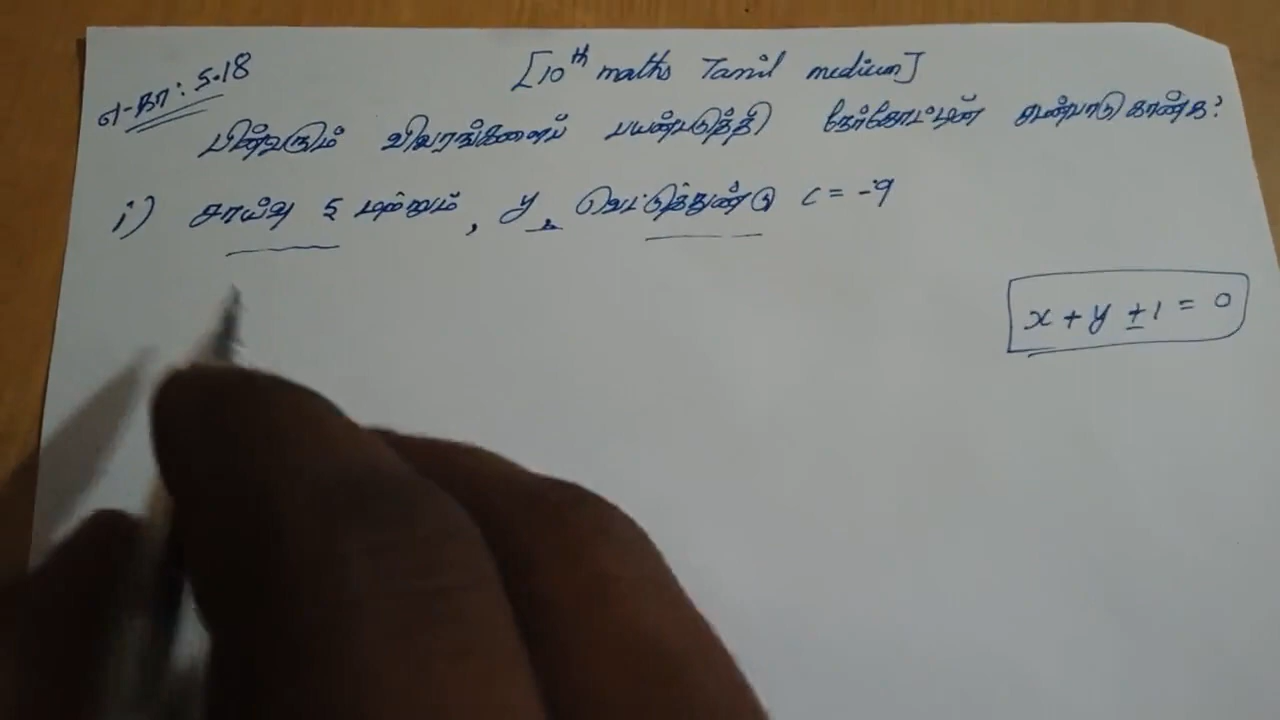 [10th maths Tamil medium]
எ-கா: 5.18
பின்வரும் விவரங்களைப் பயன்படுத்தி நேர்கோட்டின் சமன்பாடு காண்க?
i) சாய்வு 5 மற்றும், y வெட்டுத்துண்டு c = -9
x + y ± 1 = 0